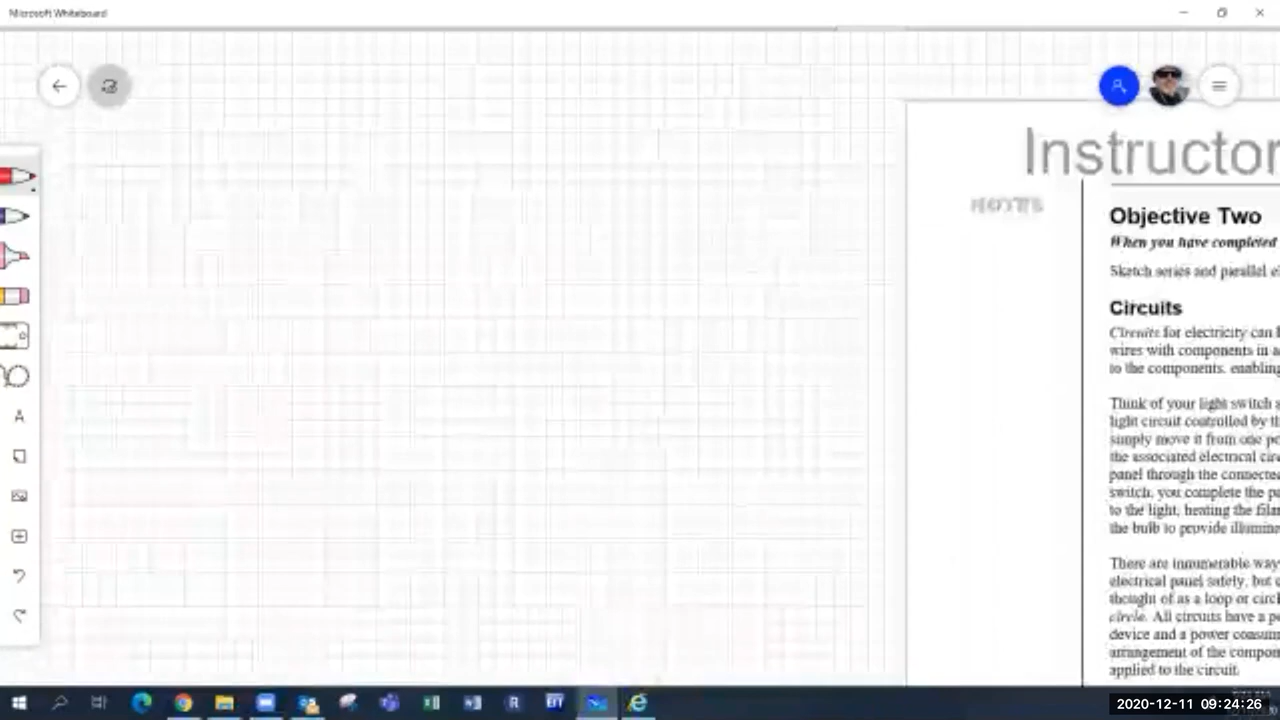 Microsoft Whiteboard
Instructor
NOTES
Objective Two
When you have completed
Sketch series and parallel
Circuits
Circuits for electricity can
wires with components in
to the components, enabling
Think of your light switch
light circuit controlled by
simply move it from one
the associated electrical
panel through the connected
switch, you complete the
to the light, heating the
the bulb to provide
There are innumerable
electrical panel safely, but
thought of as a loop or
circle. All circuits have a
device and a power
arrangement of the
applied to the circuit.
2020-12-11 09:24:26